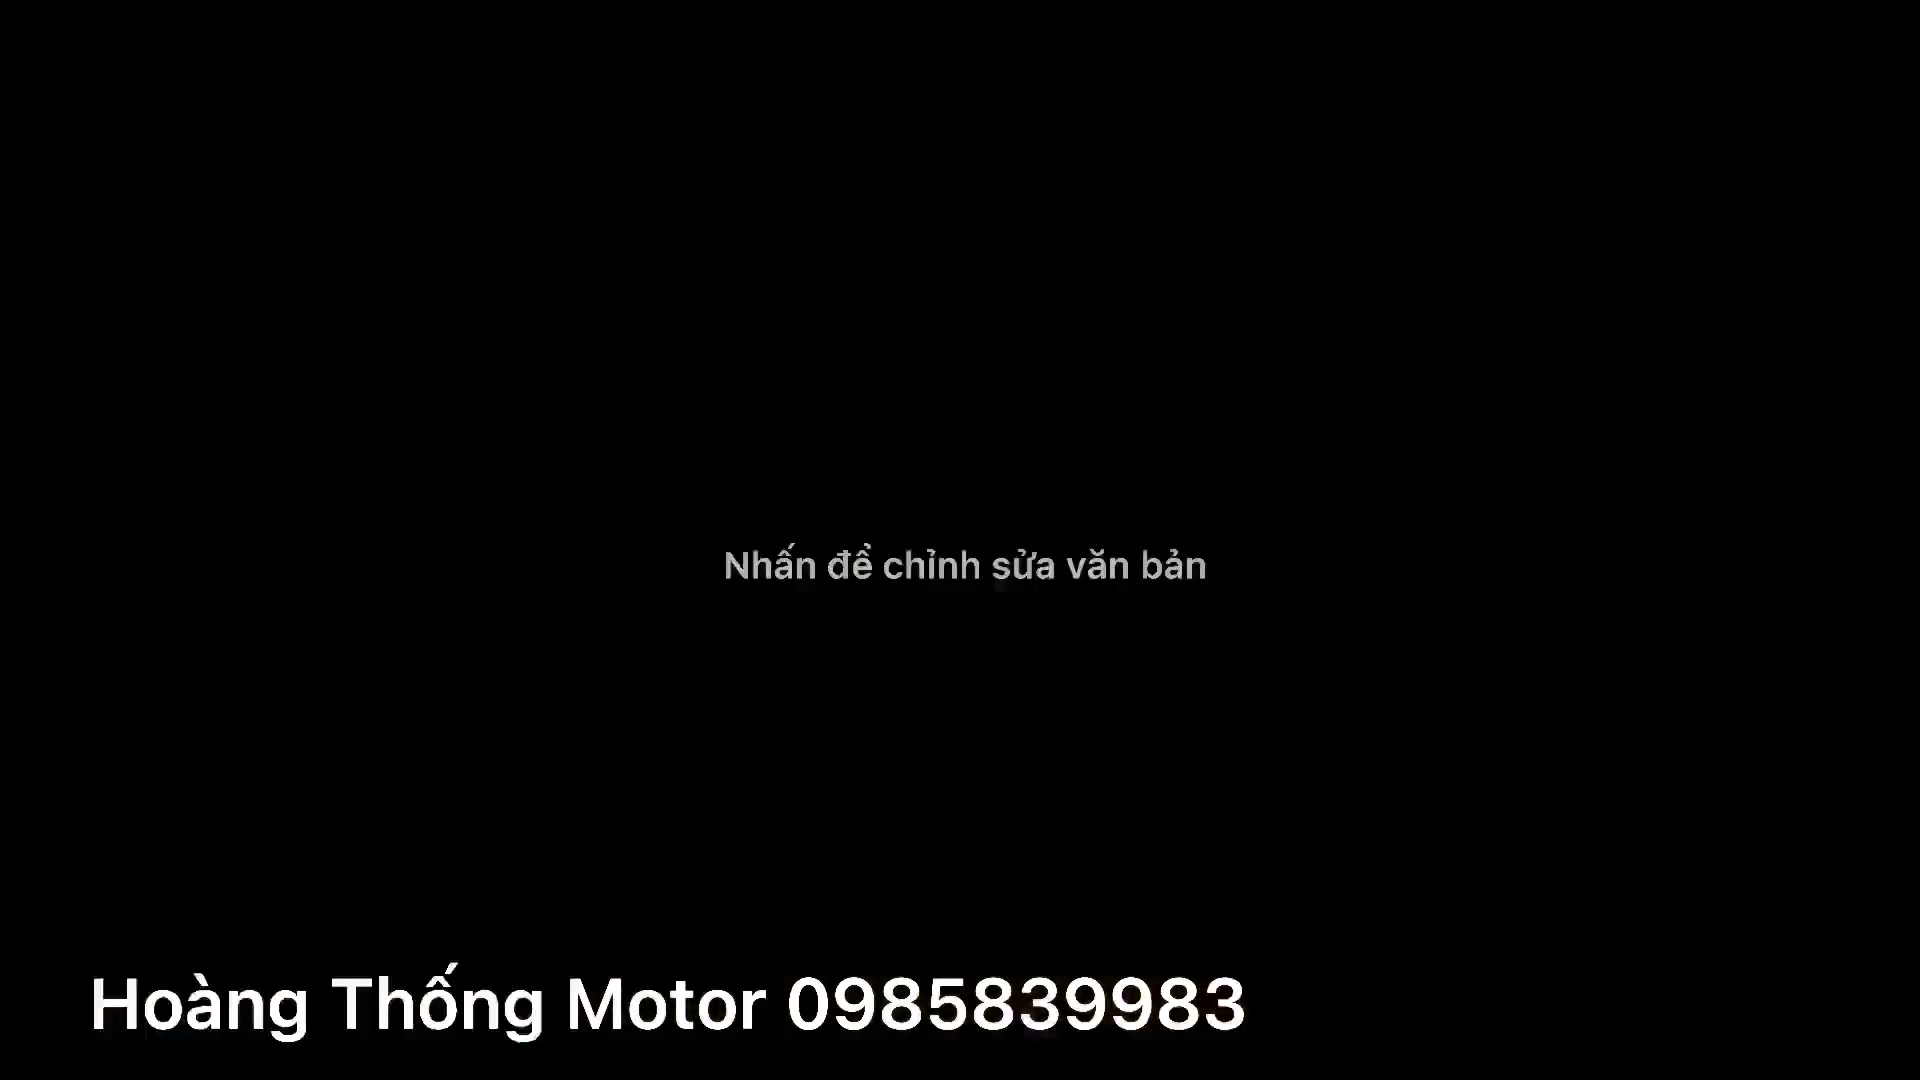 Nhấn để chỉnh sửa văn bản
Hoàng Thống Motor 0985839983